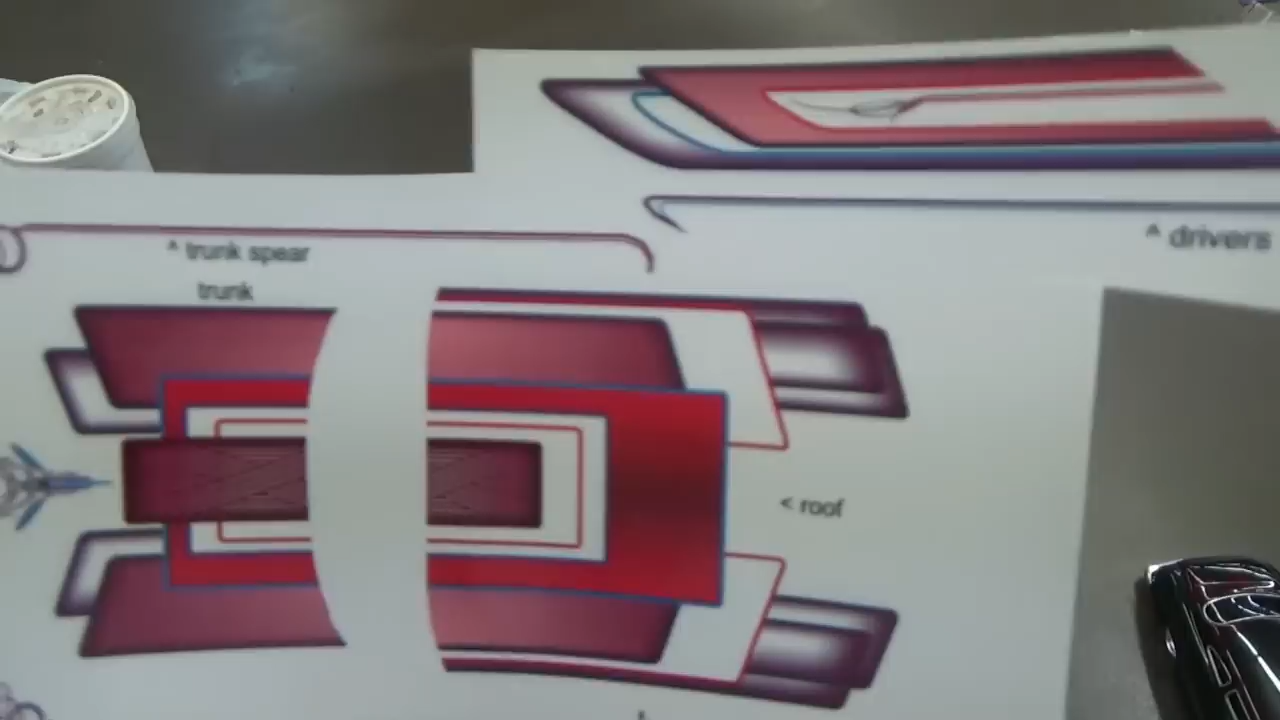 ^ drivers
^ trunk spear
trunk
< roof